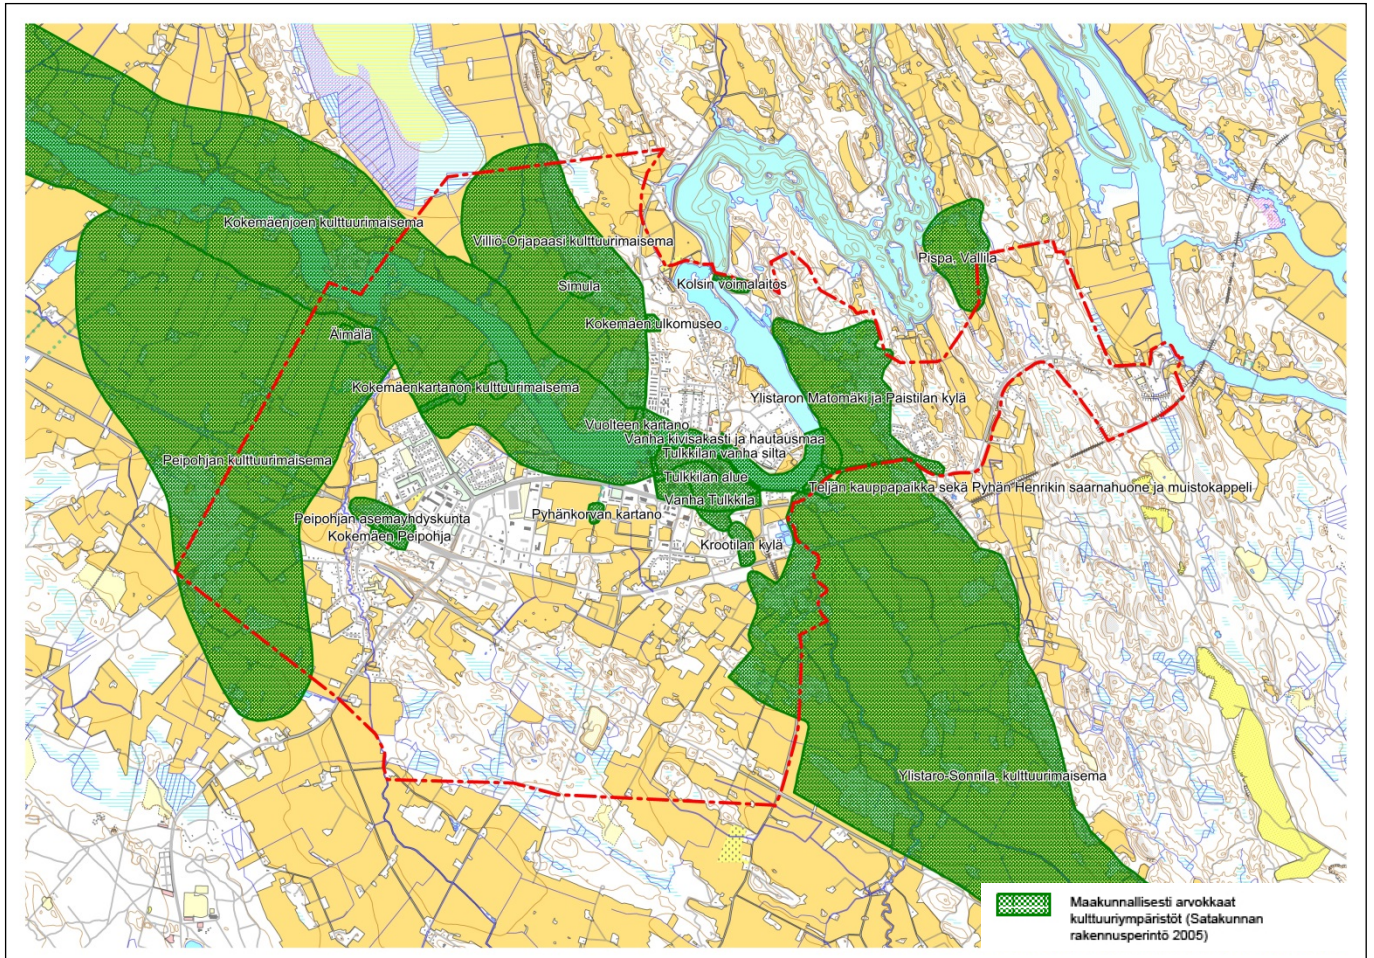 Kokemäenjoen kulttuurimaisema
Villiö-Orjapaasi kulttuurimaisema
Pispa, Vallila
Simula
Kolsin voimalaitos
Kokemäen ulkomuseo
Äimälä
Kokemäenkartanon kulttuurimaisema
Ylistaron Matomäki ja Paistilan kylä
Vuolteen kartano
Vanha kivisakasti ja hautausmaa
Tulkkilan vanha silta
Peipohjan kulttuurimaisema
Tulkkilan alue
Teljän kauppapaikka sekä Pyhän Henrikin saarnahuone ja muistokappeli
Vanha Tulkkila
Pyhänkorvan kartano
Peipohjan asemayhdyskunta
Kokemäen Peipohja
Krootilan kylä
Ylistaro-Sonnila, kulttuurimaisema
Maakunnallisesti arvokkaat
kulttuuriympäristöt (Satakunnan
rakennusperintö 2005)